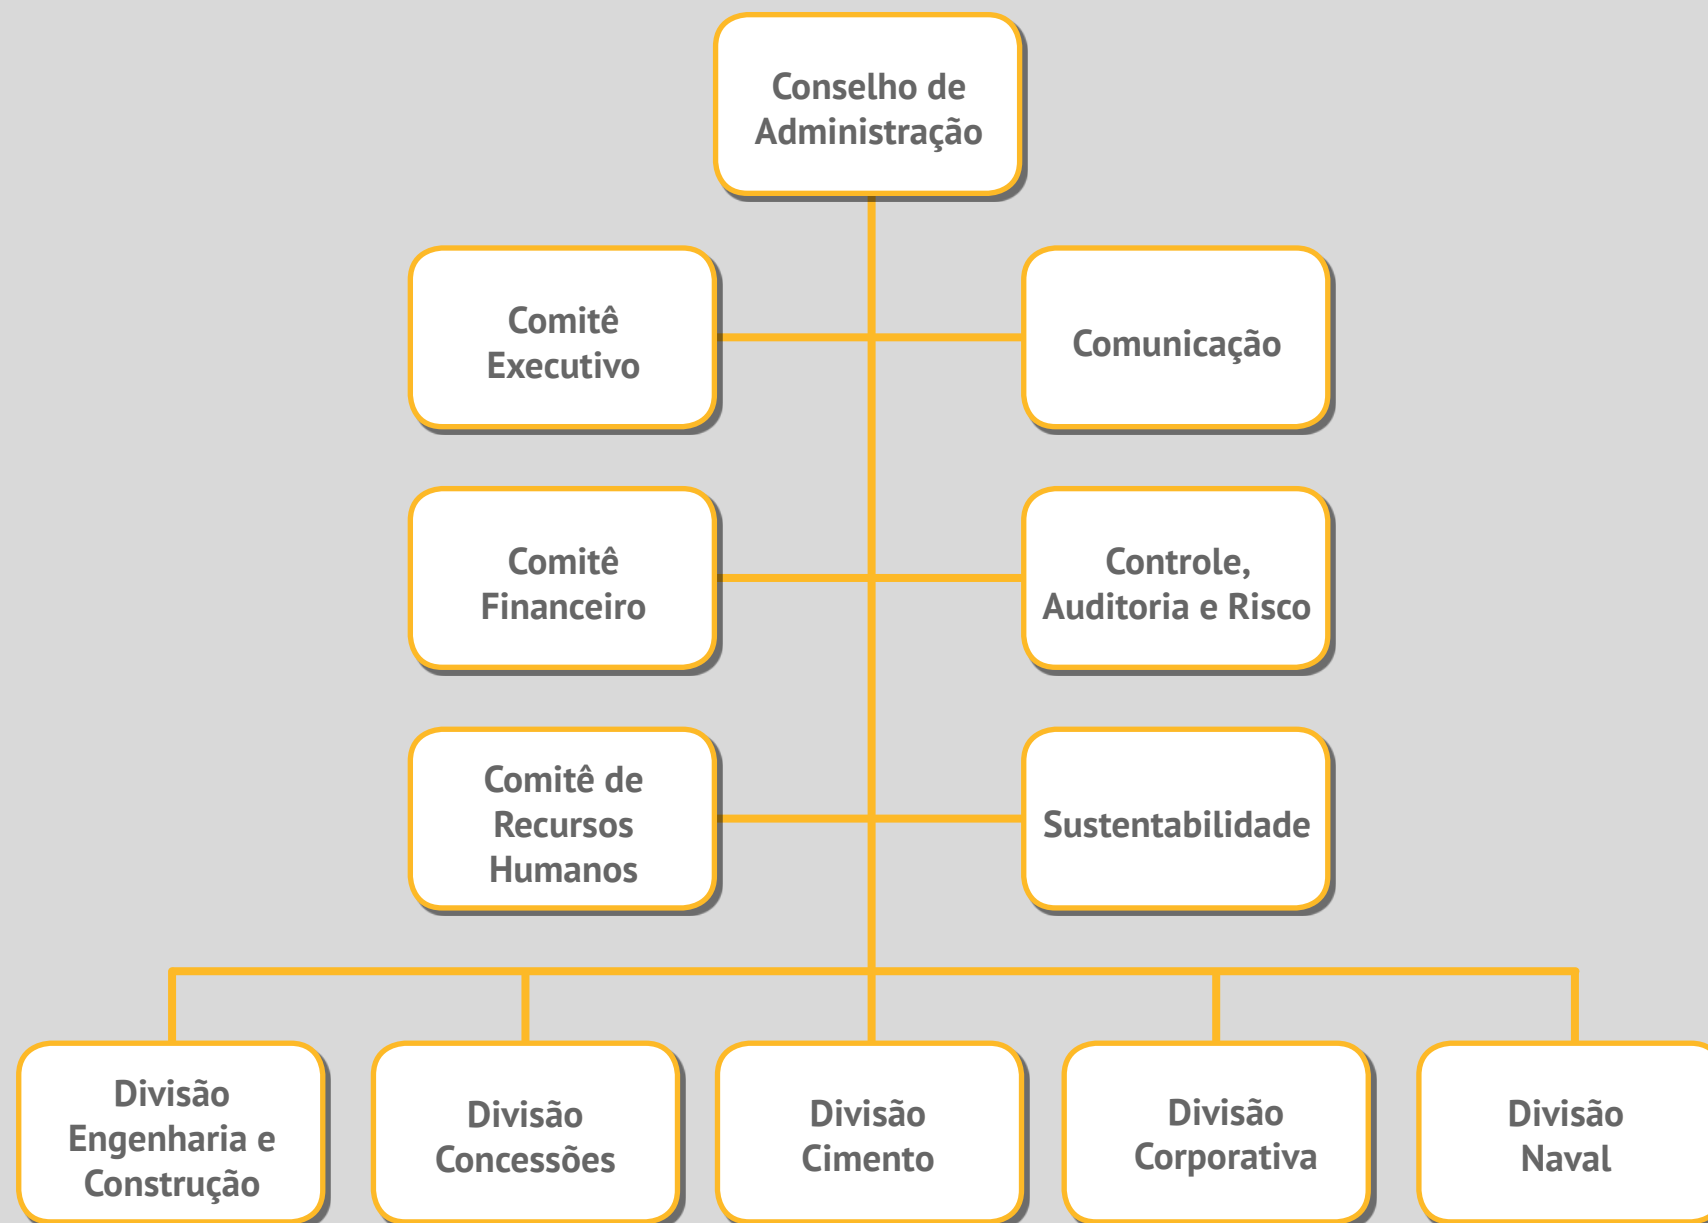 Conselho de
Administração
Comitê
Executivo
Comunicação
Comitê
Financeiro
Controle,
Auditoria e Risco
Comitê de
Recursos
Humanos
Sustentabilidade
Divisão
Engenharia e
Construção
Divisão
Concessões
Divisão
Cimento
Divisão
Corporativa
Divisão
Naval